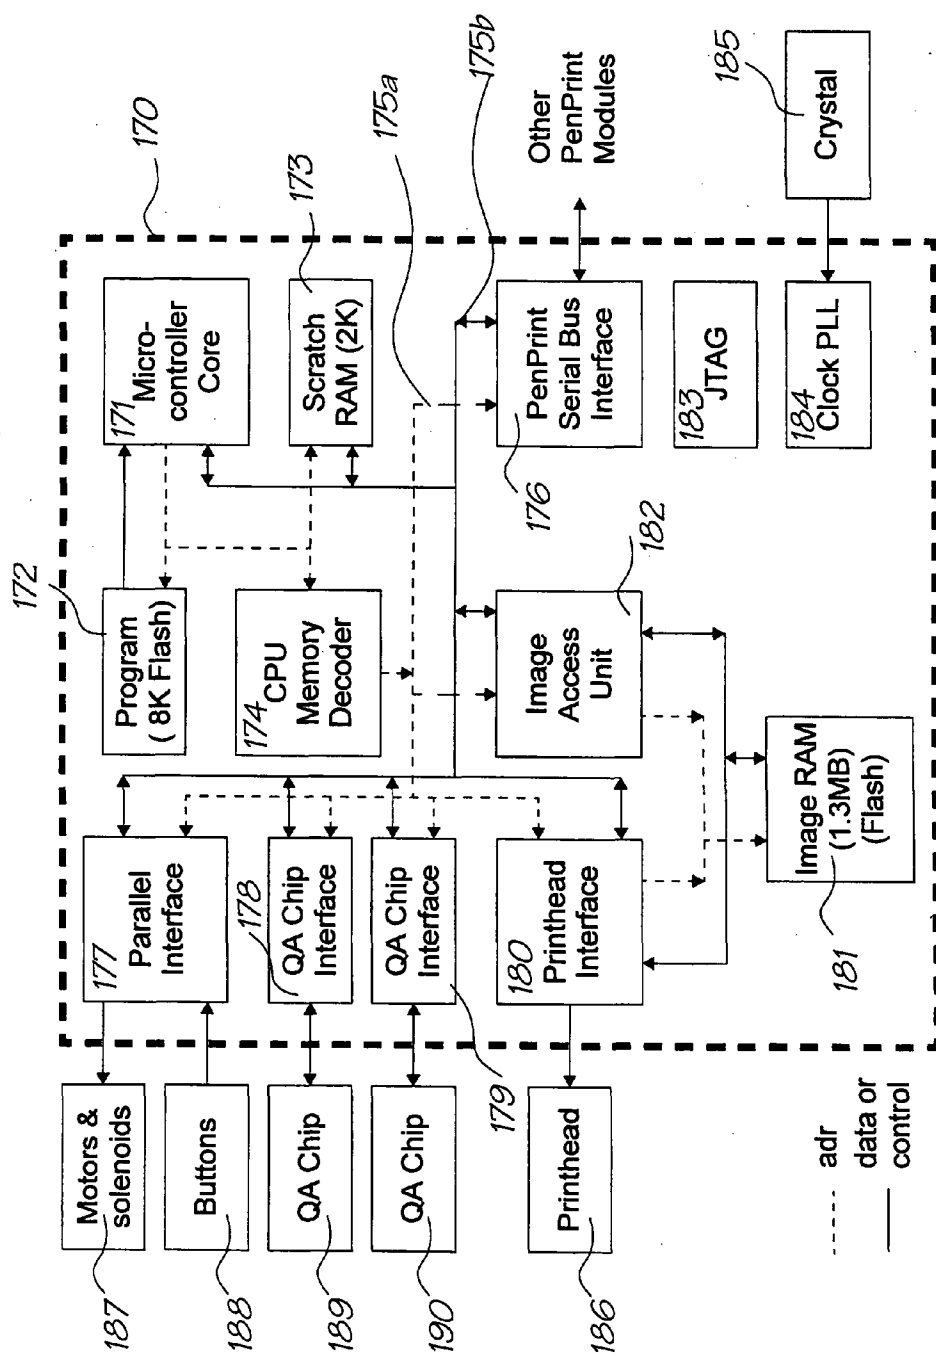 170
175a
173
175b
185
Other
PenPrint
Modules
Crystal
172
171
Micro-
controller
Core
Scratch
RAM (2K)
PenPrint
Serial Bus
Interface
176
183
JTAG
184
Clock PLL
Program
( 8K Flash)
174
CPU
Memory
Decoder
Image
Access
Unit
182
177
Parallel
Interface
178
QA Chip
Interface
QA Chip
Interface
179
180
Printhead
Interface
Image RAM
(1.3MB)
(Flash)
181
Motors &
solenoids
187
Buttons
188
QA Chip
189
QA Chip
190
Printhead
186
adr
data or
control